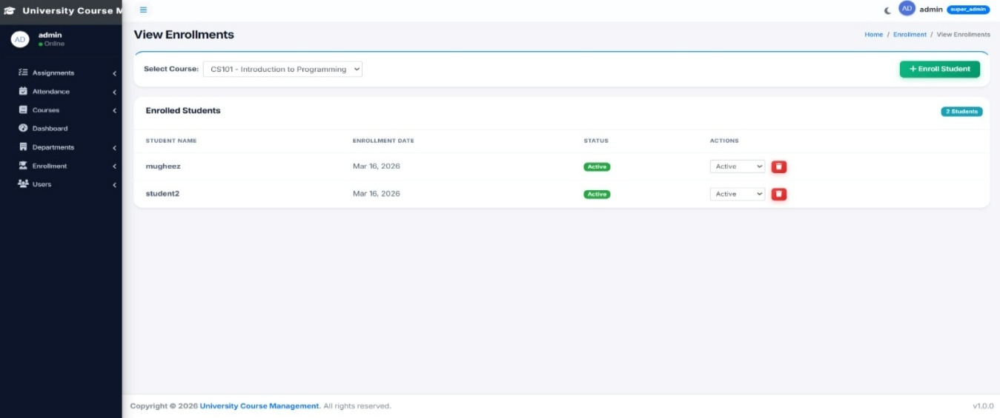 University Course M
AD admin super_admin
AD admin
Online
Assignments
Attendance
Courses
Dashboard
Departments
Enrollment
Users
View Enrollments
Home / Enrollment / View Enrollments
Select Course: CS101 - Introduction to Programming
+ Enroll Student
Enrolled Students
2 Students
STUDENT NAME ENROLLMENT DATE STATUS ACTIONS
mugheez Mar 16, 2026 Active Active
student2 Mar 16, 2026 Active Active
Copyright © 2026 University Course Management. All rights reserved.
v1.0.0